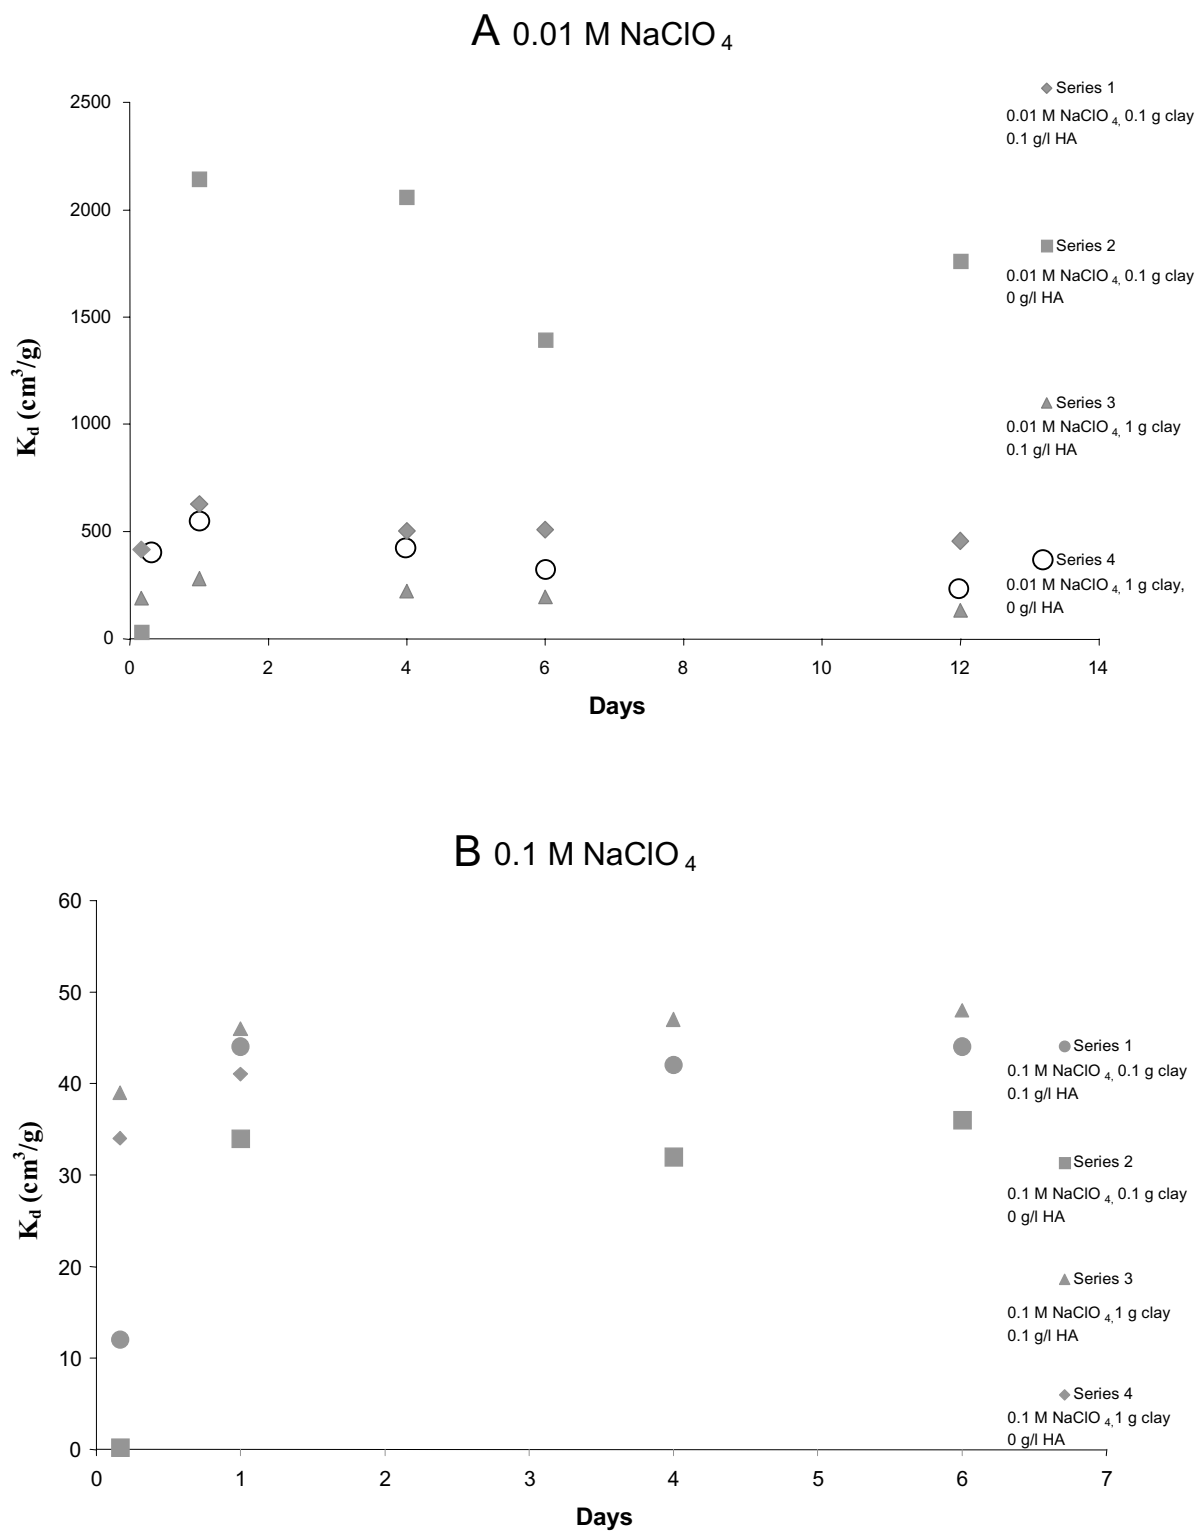 A 0.01 M NaClO4
2500
2000
1500
1000
500
0
Kd (cm3/g)
0 2 4 6 8 10 12 14
Days
Series 1
0.01 M NaClO4, 0.1 g clay
0.1 g/l HA
Series 2
0.01 M NaClO4, 0.1 g clay
0 g/l HA
Series 3
0.01 M NaClO4, 1 g clay
0.1 g/l HA
Series 4
0.01 M NaClO4, 1 g clay,
0 g/l HA
B 0.1 M NaClO4
60
50
40
30
20
10
0
Kd (cm3/g)
0 1 2 3 4 5 6 7
Days
Series 1
0.1 M NaClO4, 0.1 g clay
0.1 g/l HA
Series 2
0.1 M NaClO4, 0.1 g clay
0 g/l HA
Series 3
0.1 M NaClO4,1 g clay
0.1 g/l HA
Series 4
0.1 M NaClO4,1 g clay
0 g/l HA